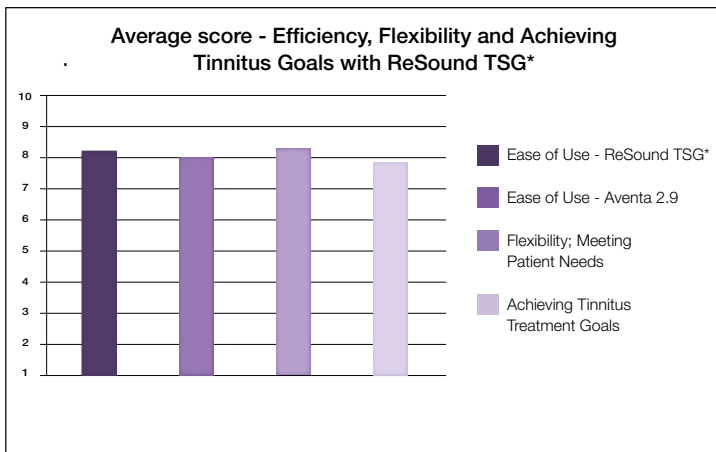 Average score - Efficiency, Flexibility and Achieving
Tinnitus Goals with ReSound TSG*
10
9
8
7
6
5
4
3
2
1
Ease of Use - ReSound TSG*
Ease of Use - Aventa 2.9
Flexibility; Meeting
Patient Needs
Achieving Tinnitus
Treatment Goals